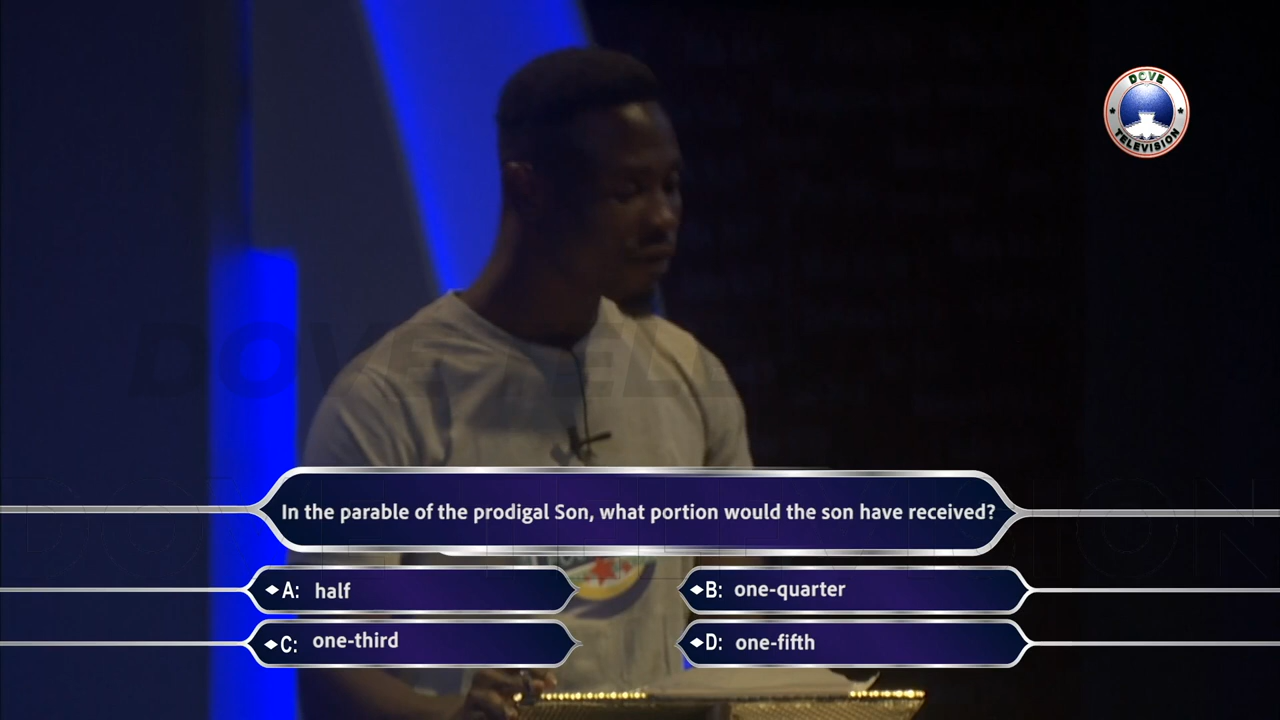 DOVE
TELEVISION
In the parable of the prodigal Son, what portion would the son have received?
A: half
B: one-quarter
C: one-third
D: one-fifth